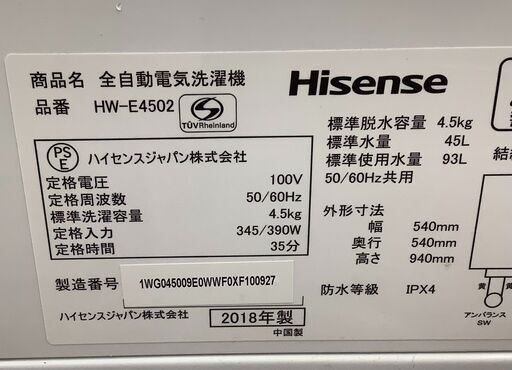 商品名 全自動電気洗濯機
品番 HW-E4502
TÜVRheinland
Hisense
PSE
ハイセンスジャパン株式会社
定格電圧 100V
定格周波数 50/60Hz
標準洗濯容量 4.5kg
定格入力 345/390W
定格時間 35分
製造番号 1WG045009E0WWF0XF100927
ハイセンスジャパン株式会社 2018年製
中国製
標準脱水容量 4.5kg
標準水量 45L
標準使用水量 93L
50/60Hz共用
外形寸法
幅 540mm
奥行 540mm
高さ 940mm
防水等級 IPX4
結
黄 黄
アンバランス
SW